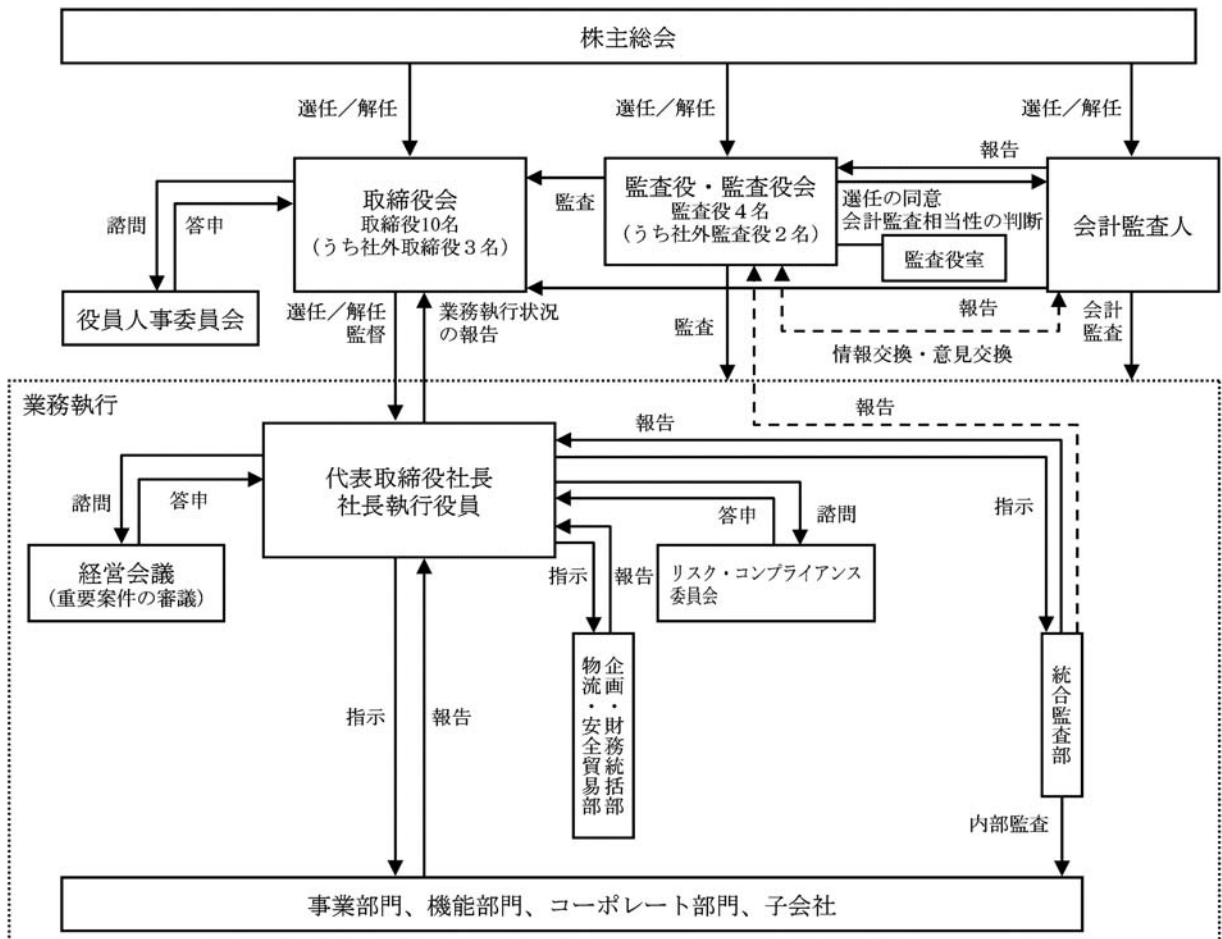 株主総会
選任／解任
選任／解任
選任／解任
取締役会
取締役10名
(うち社外取締役３名)
監査
監査役・監査役会
監査役４名
(うち社外監査役２名)
報告
選任の同意
会計監査相当性の判断
監査役室
会計監査人
諮問
答申
役員人事委員会
選任／解任
監督
業務執行状況
の報告
監査
報告
会計
監査
情報交換・意見交換
業務執行
報告
報告
代表取締役社長
社長執行役員
諮問
答申
経営会議
(重要案件の審議)
答申
諮問
指示
指示
報告
リスク・コンプライアンス
委員会
企画・財務統括部
物流・安全貿易部
統合監査部
指示
報告
内部監査
事業部門、機能部門、コーポレート部門、子会社